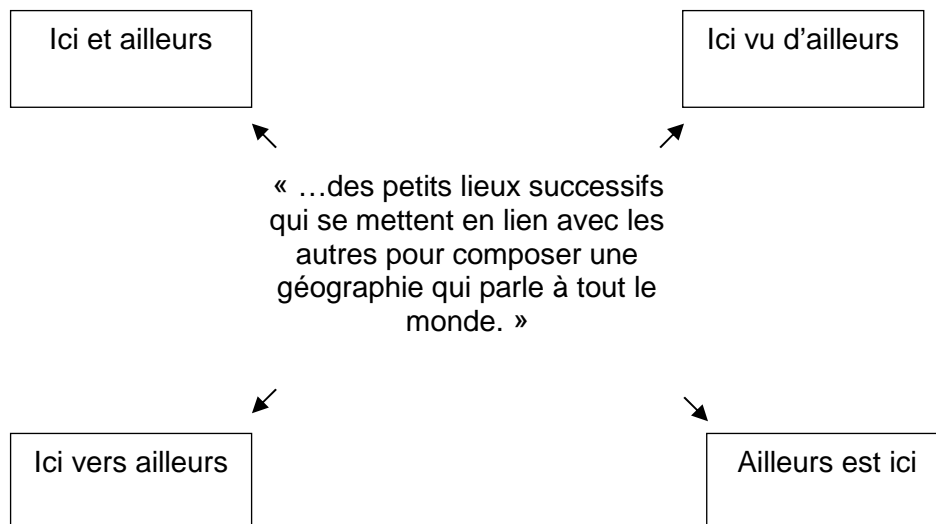 Ici et ailleurs
Ici vu d'ailleurs
« …des petits lieux successifs
qui se mettent en lien avec les
autres pour composer une
géographie qui parle à tout le
monde. »
Ici vers ailleurs
Ailleurs est ici